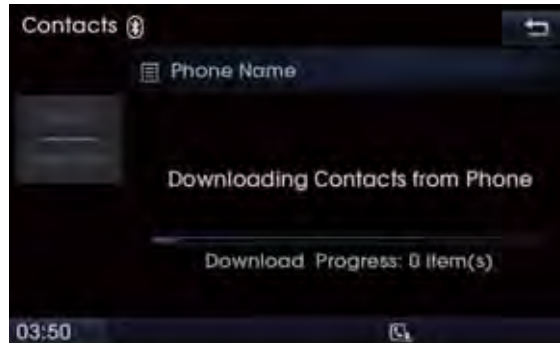 Contacts
Phone Name
Downloading Contacts from Phone
Download Progress: 0 item(s)
03:50